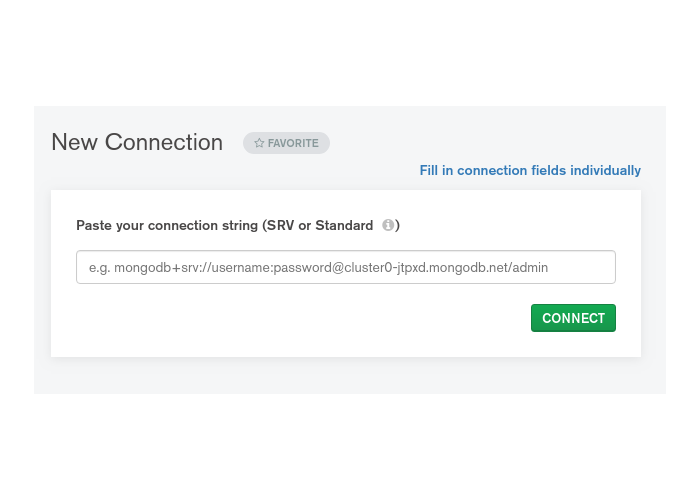 New Connection
FAVORITE
Fill in connection fields individually
Paste your connection string (SRV or Standard )
e.g. mongodb+srv://username:password@cluster0-jtpxd.mongodb.net/admin
CONNECT